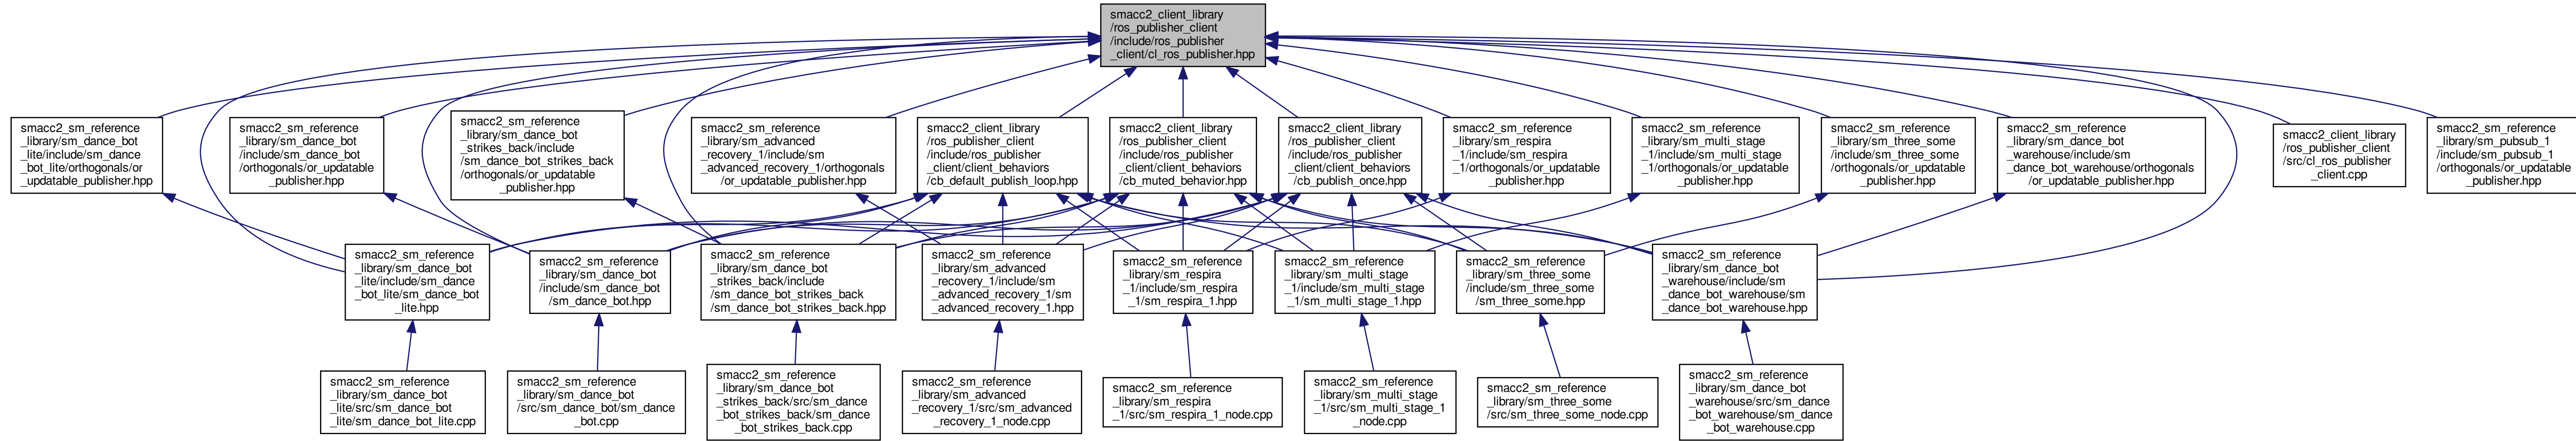 smacc2_client_library
/ros_publisher_client
/include/ros_publisher
_client/cl_ros_publisher.hpp
smacc2_sm_reference
_library/sm_dance_bot
_lite/include/sm_dance
_bot_lite/orthogonals/or
_updatable_publisher.hpp
smacc2_sm_reference
_library/sm_dance_bot
/include/sm_dance_bot
/orthogonals/or_updatable
_publisher.hpp
smacc2_sm_reference
_library/sm_dance_bot
_strikes_back/include
/sm_dance_bot_strikes_back
/orthogonals/or_updatable
_publisher.hpp
smacc2_sm_reference
_library/sm_advanced
_recovery_1/include/sm
_advanced_recovery_1/orthogonals
/or_updatable_publisher.hpp
smacc2_client_library
/ros_publisher_client
/include/ros_publisher
_client/client_behaviors
/cb_default_publish_loop.hpp
smacc2_client_library
/ros_publisher_client
/include/ros_publisher
_client/client_behaviors
/cb_muted_behavior.hpp
smacc2_client_library
/ros_publisher_client
/include/ros_publisher
_client/client_behaviors
/cb_publish_once.hpp
smacc2_sm_reference
_library/sm_respira
_1/include/sm_respira
_1/orthogonals/or_updatable
_publisher.hpp
smacc2_sm_reference
_library/sm_multi_stage
_1/include/sm_multi_stage
_1/orthogonals/or_updatable
_publisher.hpp
smacc2_sm_reference
_library/sm_three_some
/include/sm_three_some
/orthogonals/or_updatable
_publisher.hpp
smacc2_sm_reference
_library/sm_dance_bot
_warehouse/include/sm
_dance_bot_warehouse/orthogonals
/or_updatable_publisher.hpp
smacc2_client_library
/ros_publisher_client
/src/cl_ros_publisher
_client.cpp
smacc2_sm_reference
_library/sm_pubsub_1
/include/sm_pubsub_1
/orthogonals/or_updatable
_publisher.hpp
smacc2_sm_reference
_library/sm_dance_bot
_lite/include/sm_dance
_bot_lite/sm_dance_bot
_lite.hpp
smacc2_sm_reference
_library/sm_dance_bot
/include/sm_dance_bot
/sm_dance_bot.hpp
smacc2_sm_reference
_library/sm_dance_bot
_strikes_back/include
/sm_dance_bot_strikes_back
/sm_dance_bot_strikes_back.hpp
smacc2_sm_reference
_library/sm_advanced
_recovery_1/include/sm
_advanced_recovery_1/sm
_advanced_recovery_1.hpp
smacc2_sm_reference
_library/sm_respira
_1/include/sm_respira
_1/sm_respira_1.hpp
smacc2_sm_reference
_library/sm_multi_stage
_1/include/sm_multi_stage
_1/sm_multi_stage_1.hpp
smacc2_sm_reference
_library/sm_three_some
/include/sm_three_some
/sm_three_some.hpp
smacc2_sm_reference
_library/sm_dance_bot
_warehouse/include/sm
_dance_bot_warehouse/sm
_dance_bot_warehouse.hpp
smacc2_sm_reference
_library/sm_dance_bot
_lite/src/sm_dance_bot
_lite/sm_dance_bot_lite.cpp
smacc2_sm_reference
_library/sm_dance_bot
/src/sm_dance_bot/sm_dance
_bot.cpp
smacc2_sm_reference
_library/sm_dance_bot
_strikes_back/src/sm_dance
_bot_strikes_back/sm_dance
_bot_strikes_back.cpp
smacc2_sm_reference
_library/sm_advanced
_recovery_1/src/sm_advanced
_recovery_1_node.cpp
smacc2_sm_reference
_library/sm_respira
_1/src/sm_respira_1_node.cpp
smacc2_sm_reference
_library/sm_multi_stage
_1/src/sm_multi_stage_1
_node.cpp
smacc2_sm_reference
_library/sm_three_some
/src/sm_three_some_node.cpp
smacc2_sm_reference
_library/sm_dance_bot
_warehouse/src/sm_dance
_bot_warehouse/sm_dance
_bot_warehouse.cpp